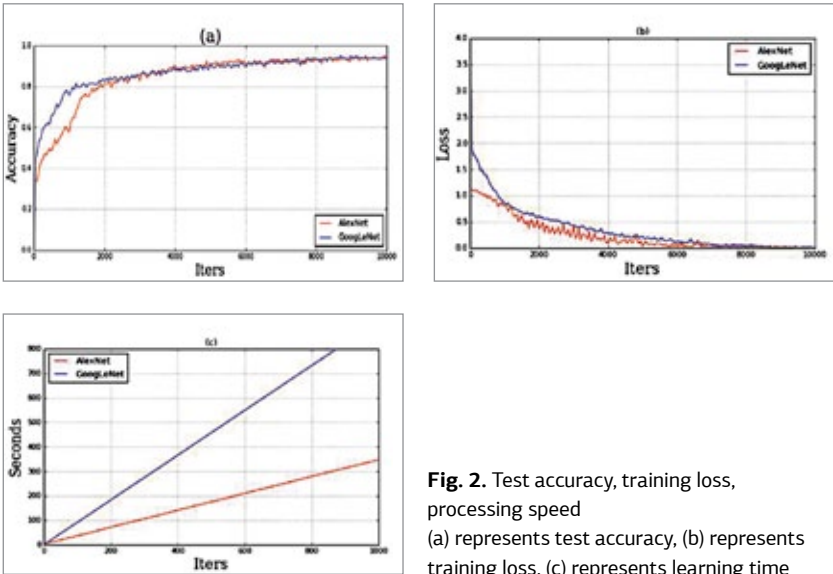 (a)
1.0
0.8
0.6
0.4
0.2
0.0
Accuracy
AlexNet
GoogLeNet
0 2000 4000 6000 8000 10000
Iters
(b)
4.0
3.5
3.0
2.5
2.0
1.5
1.0
0.5
0.0
Loss
AlexNet
GoogLeNet
0 2000 4000 6000 8000 10000
Iters
(c)
800
700
600
500
400
300
200
100
0
Seconds
AlexNet
GoogLeNet
0 200 400 600 800 1000
Iters
Fig. 2. Test accuracy, training loss,
processing speed
(a) represents test accuracy, (b) represents
training loss, (c) represents learning time